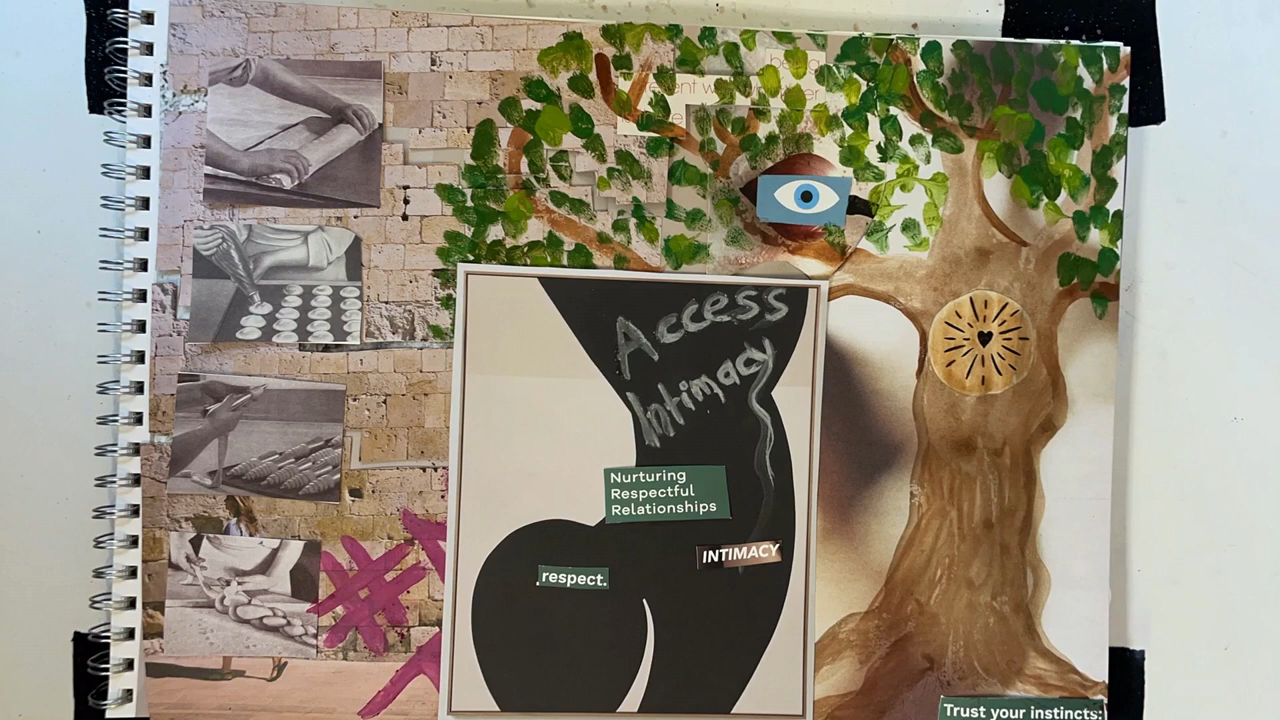 Access
Intimacy
Nurturing
Respectful
Relationships
INTIMACY
respect.
Trust your instincts: